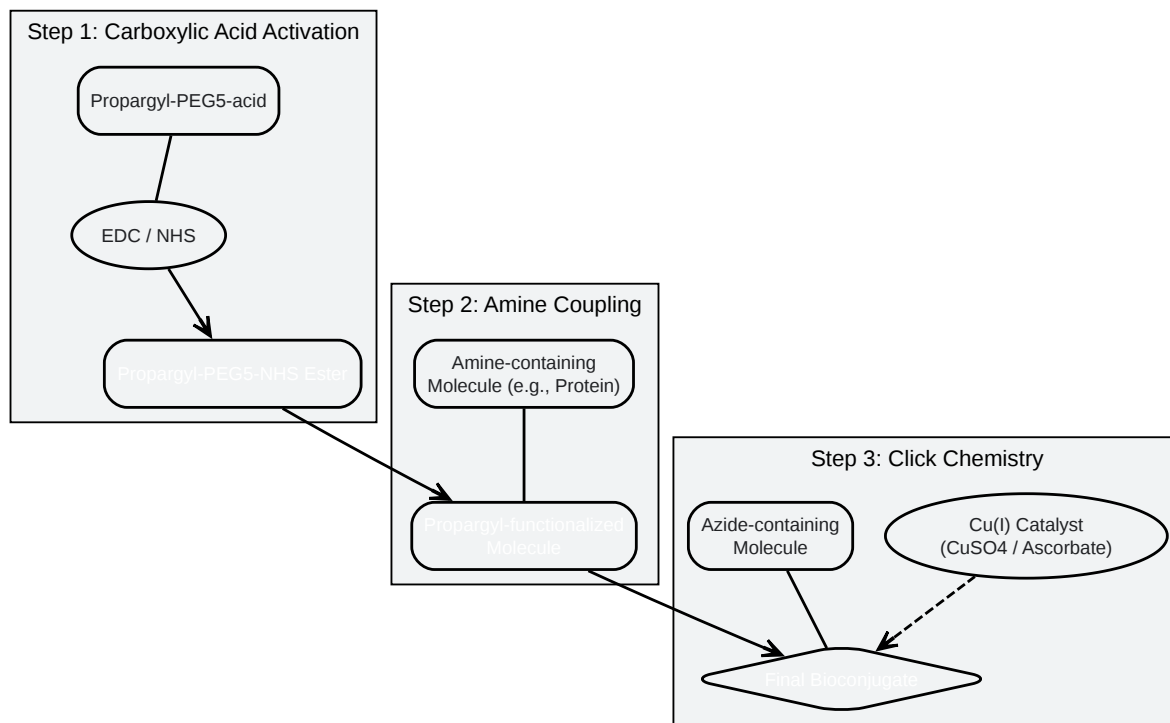 Step 1: Carboxylic Acid Activation
Propargyl-PEG5-acid
EDC / NHS
Propargyl-PEG5-NHS Ester
Step 2: Amine Coupling
Amine-containing
Molecule (e.g., Protein)
Propargyl-functionalized
Molecule
Step 3: Click Chemistry
Azide-containing
Molecule
Cu(I) Catalyst
(CuSO4 / Ascorbate)
Final Bioconjugate